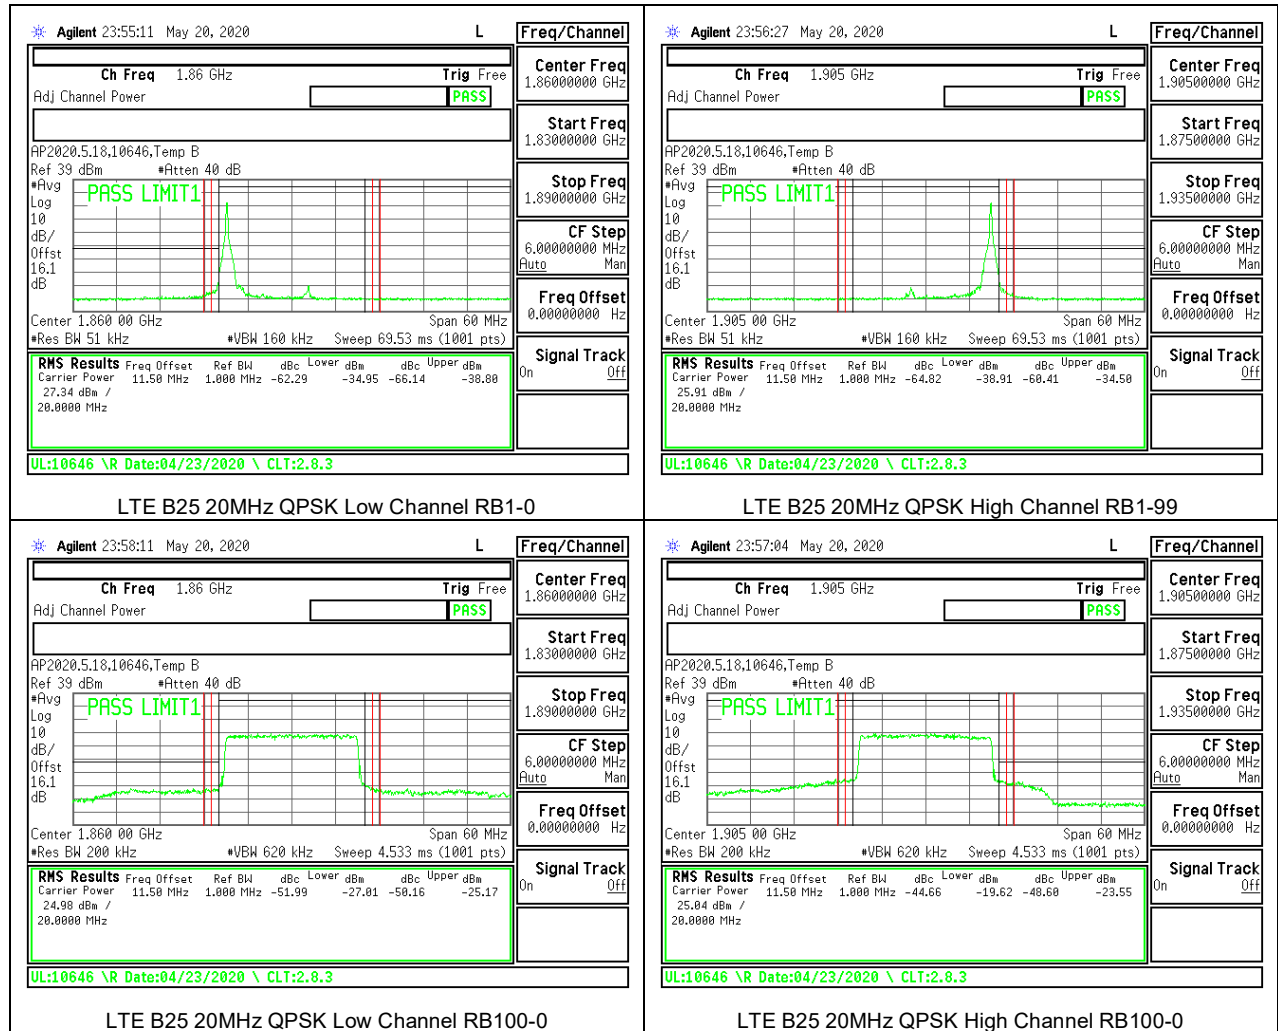 Agilent 23:55:11 May 20, 2020 L Freq/Channel
Ch Freq 1.86 GHz Trig Free
Adj Channel Power PASS
Center Freq
1.86000000 GHz
Start Freq
1.83000000 GHz
Stop Freq
1.89000000 GHz
CF Step
6.00000000 MHz
Auto Man
Freq Offset
0.00000000 Hz
Signal Track
On Off
AP2020.5.18,10646,Temp B
Ref 39 dBm #Atten 40 dB
#Avg
Log
10
dB/
Offst
16.1
dB
PASS LIMIT1
Center 1.860 00 GHz Span 60 MHz
#Res BW 51 kHz #VBW 160 kHz Sweep 69.53 ms (1001 pts)
RMS Results Freq Offset Ref BW dBc Lower dBm dBc Upper dBm
Carrier Power 11.50 MHz 1.000 MHz -62.29 -34.95 -66.14 -38.80
27.34 dBm /
20.0000 MHz
UL:10646 \R Date:04/23/2020 \ CLT:2.8.3
LTE B25 20MHz QPSK Low Channel RB1-0
Agilent 23:56:27 May 20, 2020 L Freq/Channel
Ch Freq 1.905 GHz Trig Free
Adj Channel Power PASS
Center Freq
1.90500000 GHz
Start Freq
1.87500000 GHz
Stop Freq
1.93500000 GHz
CF Step
6.00000000 MHz
Auto Man
Freq Offset
0.00000000 Hz
Signal Track
On Off
AP2020.5.18,10646,Temp B
Ref 39 dBm #Atten 40 dB
#Avg
Log
10
dB/
Offst
16.1
dB
PASS LIMIT1
Center 1.905 00 GHz Span 60 MHz
#Res BW 51 kHz #VBW 160 kHz Sweep 69.53 ms (1001 pts)
RMS Results Freq Offset Ref BW dBc Lower dBm dBc Upper dBm
Carrier Power 11.50 MHz 1.000 MHz -64.82 -38.91 -60.41 -34.50
25.91 dBm /
20.0000 MHz
UL:10646 \R Date:04/23/2020 \ CLT:2.8.3
LTE B25 20MHz QPSK High Channel RB1-99
Agilent 23:58:11 May 20, 2020 L Freq/Channel
Ch Freq 1.86 GHz Trig Free
Adj Channel Power PASS
Center Freq
1.86000000 GHz
Start Freq
1.83000000 GHz
Stop Freq
1.89000000 GHz
CF Step
6.00000000 MHz
Auto Man
Freq Offset
0.00000000 Hz
Signal Track
On Off
AP2020.5.18,10646,Temp B
Ref 39 dBm #Atten 40 dB
#Avg
Log
10
dB/
Offst
16.1
dB
PASS LIMIT1
Center 1.860 00 GHz Span 60 MHz
#Res BW 200 kHz #VBW 620 kHz Sweep 4.533 ms (1001 pts)
RMS Results Freq Offset Ref BW dBc Lower dBm dBc Upper dBm
Carrier Power 11.50 MHz 1.000 MHz -51.99 -27.01 -50.16 -25.17
24.98 dBm /
20.0000 MHz
UL:10646 \R Date:04/23/2020 \ CLT:2.8.3
LTE B25 20MHz QPSK Low Channel RB100-0
Agilent 23:57:04 May 20, 2020 L Freq/Channel
Ch Freq 1.905 GHz Trig Free
Adj Channel Power PASS
Center Freq
1.90500000 GHz
Start Freq
1.87500000 GHz
Stop Freq
1.93500000 GHz
CF Step
6.00000000 MHz
Auto Man
Freq Offset
0.00000000 Hz
Signal Track
On Off
AP2020.5.18,10646,Temp B
Ref 39 dBm #Atten 40 dB
#Avg
Log
10
dB/
Offst
16.1
dB
PASS LIMIT1
Center 1.905 00 GHz Span 60 MHz
#Res BW 200 kHz #VBW 620 kHz Sweep 4.533 ms (1001 pts)
RMS Results Freq Offset Ref BW dBc Lower dBm dBc Upper dBm
Carrier Power 11.50 MHz 1.000 MHz -44.66 -19.62 -48.60 -23.55
25.04 dBm /
20.0000 MHz
UL:10646 \R Date:04/23/2020 \ CLT:2.8.3
LTE B25 20MHz QPSK High Channel RB100-0